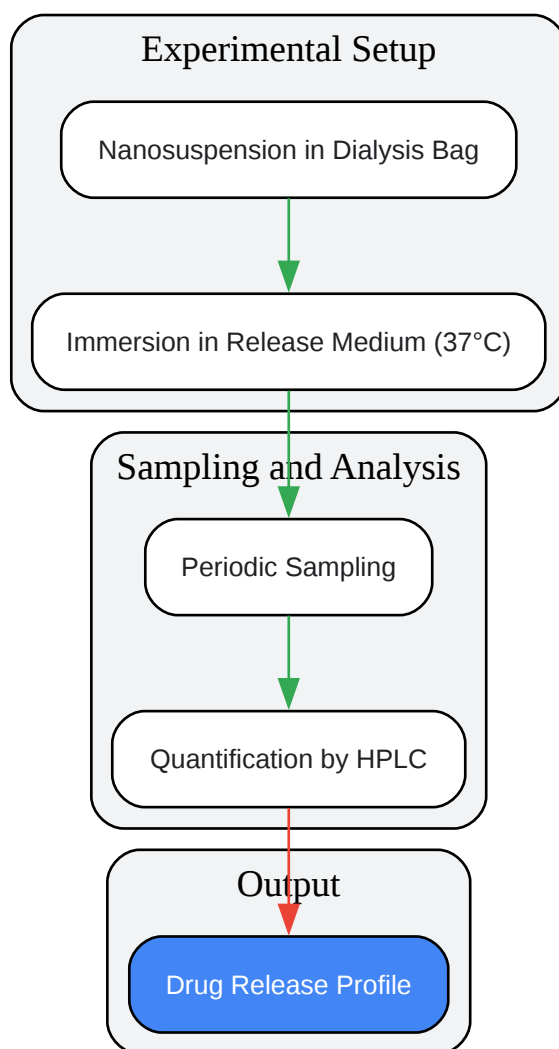 Experimental Setup
Nanosuspension in Dialysis Bag
Immersion in Release Medium (37°C)
Sampling and Analysis
Periodic Sampling
Quantification by HPLC
Output
Drug Release Profile